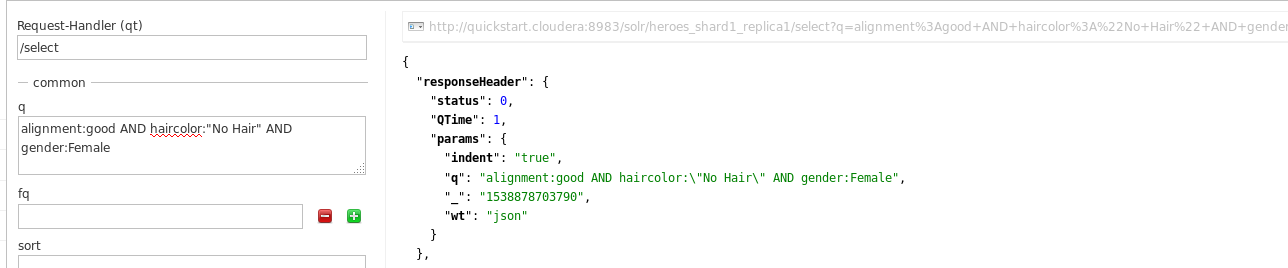 Request-Handler (qt)
/select
common
q
alignment:good AND haircolor:"No Hair" AND
gender:Female
fq
sort
http://quickstart.cloudera:8983/solr/heroes_shard1_replica1/select?q=alignment%3Agood+AND+haircolor%3A%22No+Hair%22+AND+gender
{
"responseHeader": {
"status": 0,
"QTime": 1,
"params": {
"indent": "true",
"q": "alignment:good AND haircolor:\"No Hair\" AND gender:Female",
"_": "1538878703790",
"wt": "json"
}
},